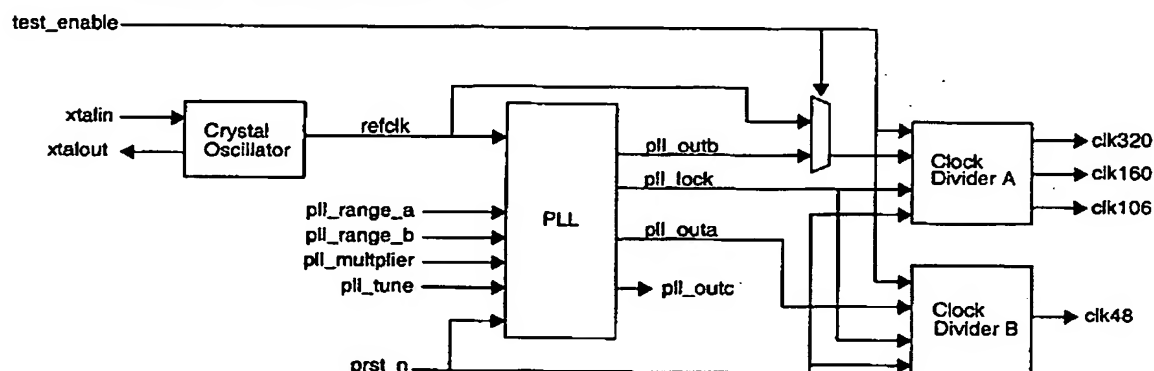 test_enable
xtalin
xtalout
Crystal
Oscillator
refclk
pll_range_a
pll_range_b
pll_multplier
pll_tune
prst_n
PLL
pll_outb
pll_lock
pll_outa
pll_outc
Clock
Divider A
clk320
clk160
clk106
Clock
Divider B
clk48